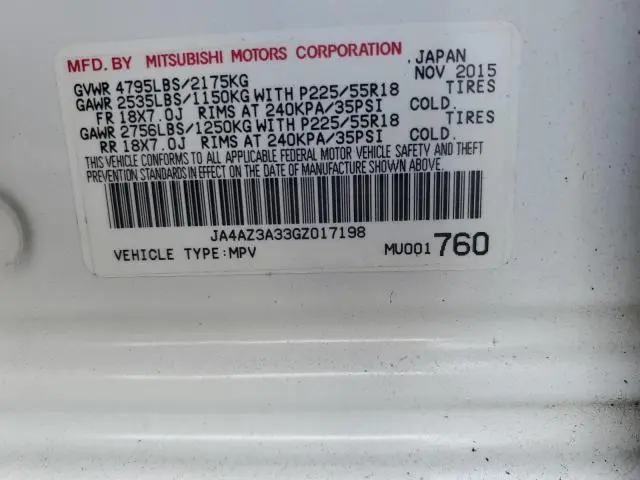 MFD. BY MITSUBISHI MOTORS CORPORATION , JAPAN
GVWR 4795LBS/2175KG NOV 2015
GAWR 2535LBS/1150KG WITH P225/55R18 TIRES
FR 18X7.0J RIMS AT 240KPA/35PSI COLD.
GAWR 2756LBS/1250KG WITH P225/55R18 TIRES
RR 18X7.0J RIMS AT 240KPA/35PSI COLD.
THIS VEHICLE CONFORMS TO ALL APPLICABLE FEDERAL MOTOR VEHICLE SAFETY AND THEFT
PREVENTION STANDARDS IN EFFECT ON THE DATE OF MANUFACTURE SHOWN ABOVE.
JA4AZ3A33GZ017198
VEHICLE TYPE:MPV MU001760